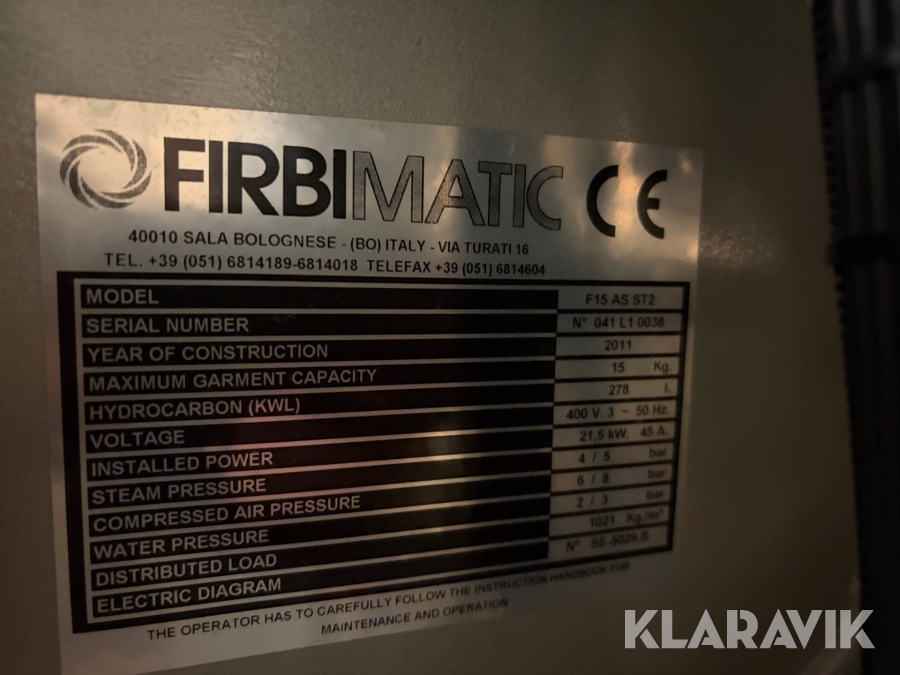 FIRBIMATIC CE
40010 SALA BOLOGNESE - (BO) ITALY - VIA TURATI 16
TEL. +39 (051) 6814189-6814018 TELEFAX +39 (051) 6814604
MODEL F15 AS ST2
SERIAL NUMBER N° 041 L1 0038
YEAR OF CONSTRUCTION 2011
MAXIMUM GARMENT CAPACITY 15 Kg.
HYDROCARBON (KWL) 278 l.
VOLTAGE 400 V. 3 ~ 50 Hz.
INSTALLED POWER 21,5 kW. 45 A.
STEAM PRESSURE 4 / 5 bar
COMPRESSED AIR PRESSURE 6 / 8 bar
WATER PRESSURE 2 / 3 bar
DISTRIBUTED LOAD 1021 Kg./m²
ELECTRIC DIAGRAM N° SE-5029.B
THE OPERATOR HAS TO CAREFULLY FOLLOW THE INSTRUCTION HANDBOOK FOR
MAINTENANCE AND OPERATION
KLARAVIK